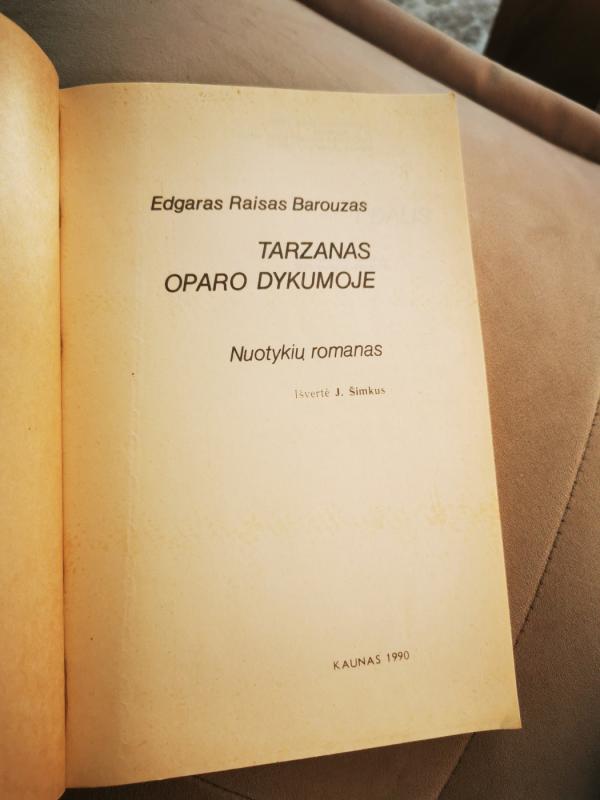 Edgaras Raisas Barouzas
TARZANAS
OPARO DYKUMOJE
Nuotykių romanas
Išvertė J. Šimkus
KAUNAS 1990